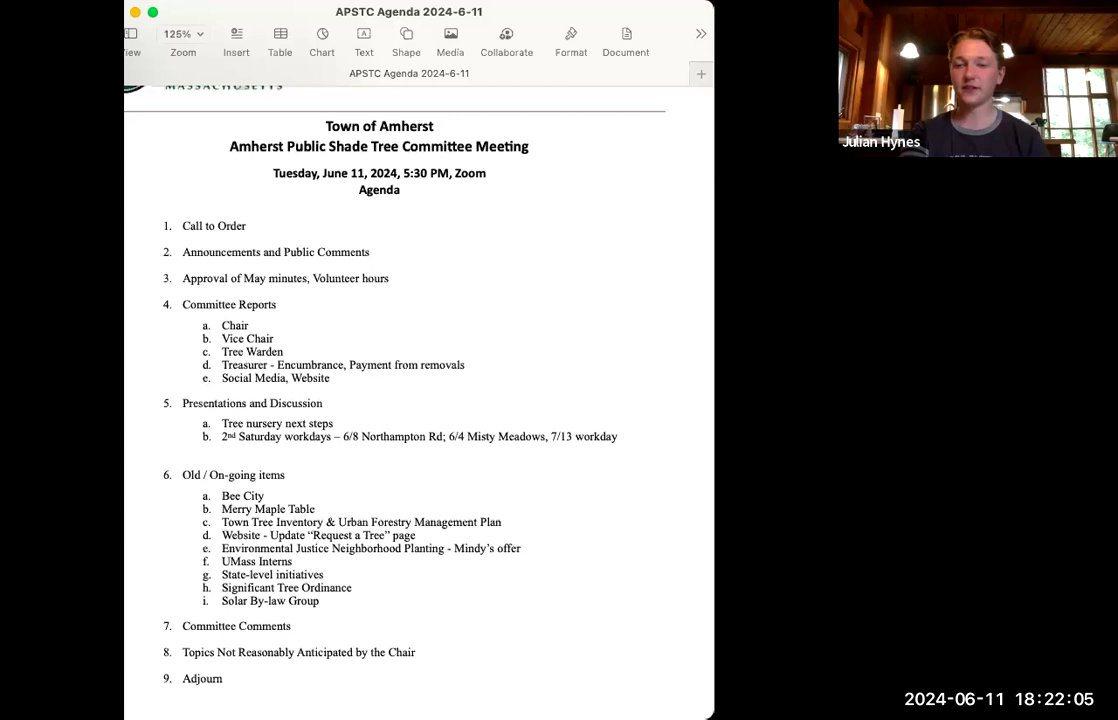 APSTC Agenda 2024-6-11
125%
iew Zoom Insert Table Chart Text Shape Media Collaborate Format Document
APSTC Agenda 2024-6-11
MASSACHUSETTS
Town of Amherst
Amherst Public Shade Tree Committee Meeting
Tuesday, June 11, 2024, 5:30 PM, Zoom
Agenda
1. Call to Order
2. Announcements and Public Comments
3. Approval of May minutes, Volunteer hours
4. Committee Reports
a. Chair
b. Vice Chair
c. Tree Warden
d. Treasurer - Encumbrance, Payment from removals
e. Social Media, Website
5. Presentations and Discussion
a. Tree nursery next steps
b. 2nd Saturday workdays – 6/8 Northampton Rd; 6/4 Misty Meadows, 7/13 workday
6. Old / On-going items
a. Bee City
b. Merry Maple Table
c. Town Tree Inventory & Urban Forestry Management Plan
d. Website - Update “Request a Tree” page
e. Environmental Justice Neighborhood Planting - Mindy’s offer
f. UMass Interns
g. State-level initiatives
h. Significant Tree Ordinance
i. Solar By-law Group
7. Committee Comments
8. Topics Not Reasonably Anticipated by the Chair
9. Adjourn
Julian Hynes
2024-06-11 18:22:05